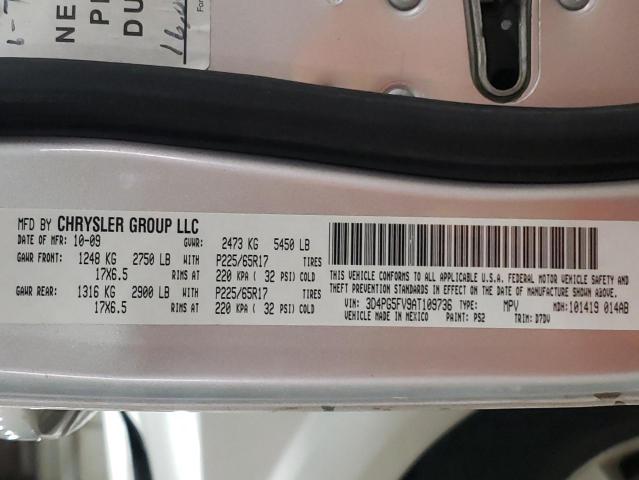 6-
NE
PE
DU
For
MFD BY CHRYSLER GROUP LLC
DATE OF MFR: 10-09 GVWR: 2473 KG 5450 LB
GAWR FRONT: 1248 KG 2750 LB WITH P225/65R17 TIRES
17X6.5 RIMS AT 220 KPA ( 32 PSI) COLD
GAWR REAR: 1316 KG 2900 LB WITH P225/65R17 TIRES
17X6.5 RIMS AT 220 KPA ( 32 PSI) COLD
THIS VEHICLE CONFORMS TO ALL APPLICABLE U.S.A. FEDERAL MOTOR VEHICLE SAFETY AND
THEFT PREVENTION STANDARDS IN EFFECT ON THE DATE OF MANUFACTURE SHOWN ABOVE.
VIN: 3D4PG5FV9AT109736 TYPE: MPV MDH:101419 014AB
VEHICLE MADE IN MEXICO PAINT: PS2 TRIM: D7DV